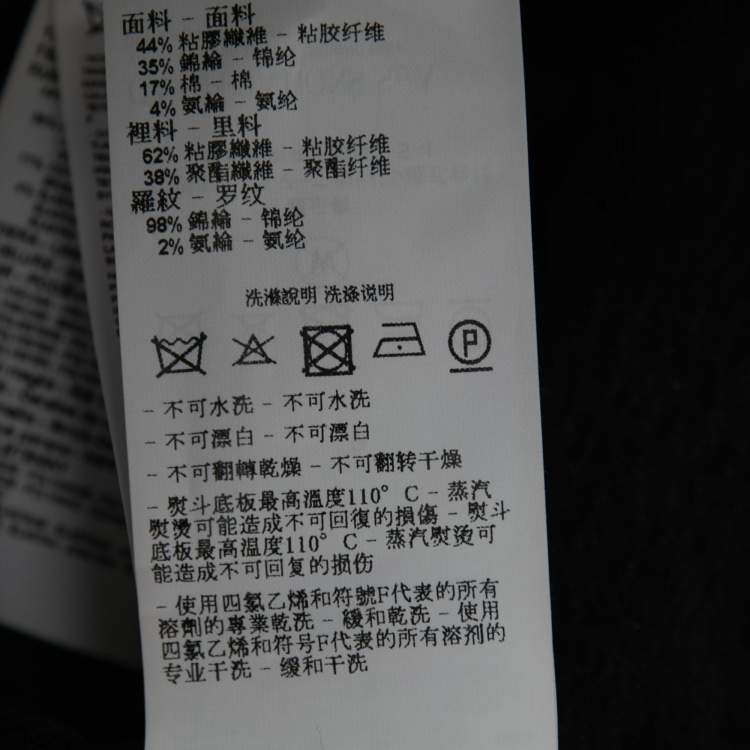 面料 - 面料
44% 粘膠纖維 - 粘胶纤维
35% 錦綸 - 锦纶
17% 棉 - 棉
4% 氨綸 - 氨纶
裡料 - 里料
62% 粘膠纖維 - 粘胶纤维
38% 聚酯纖維 - 聚酯纤维
羅紋 - 罗纹
98% 錦綸 - 锦纶
2% 氨綸 - 氨纶
洗滌說明 洗涤说明
P
- 不可水洗 - 不可水洗
- 不可漂白 - 不可漂白
- 不可翻轉乾燥 - 不可翻转干燥
- 熨斗底板最高溫度110° C - 蒸汽
熨燙可能造成不可回復的損傷 - 熨斗
底板最高温度110° C - 蒸汽熨烫可
能造成不可回复的损伤
- 使用四氯乙烯和符號F代表的所有
溶劑的專業乾洗 - 緩和乾洗 - 使用
四氯乙烯和符号F代表的所有溶剂的
专业干洗 - 缓和干洗